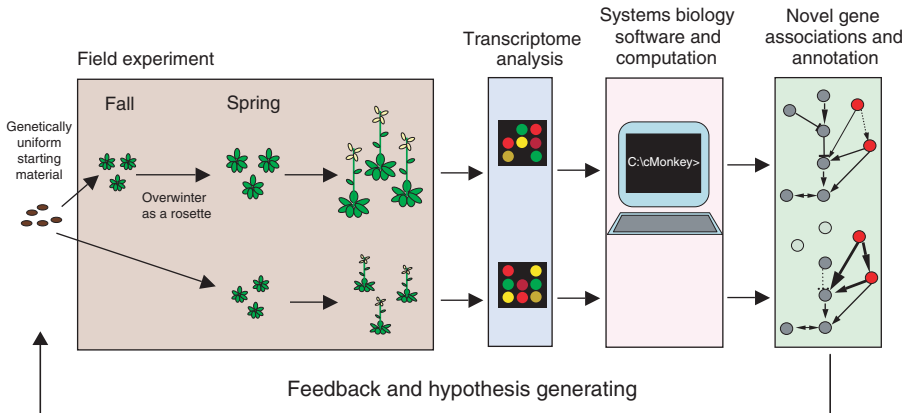 Field experiment
Fall
Spring
Genetically
uniform
starting
material
Overwinter
as a rosette
Transcriptome
analysis
Systems biology
software and
computation
C:\cMonkey>
Novel gene
associations and
annotation
Feedback and hypothesis generating